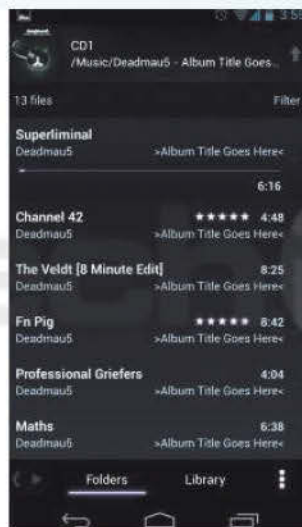 3:5
CD1
/Music/Deadmau5 - Album Title Goes..
13 files Filter
Superliminal
Deadmau5 >Album Title Goes Here<
6:16
Channel 42 ★★★★★ 4:48
Deadmau5 >Album Title Goes Here<
The Veldt [8 Minute Edit] 8:25
Deadmau5 >Album Title Goes Here<
Fn Pig ★★★★★ 8:42
Deadmau5 >Album Title Goes Here<
Professional Griefers 4:04
Deadmau5 >Album Title Goes Here<
Maths 6:38
Deadmau5 >Album Title Goes Here<
Folders Library